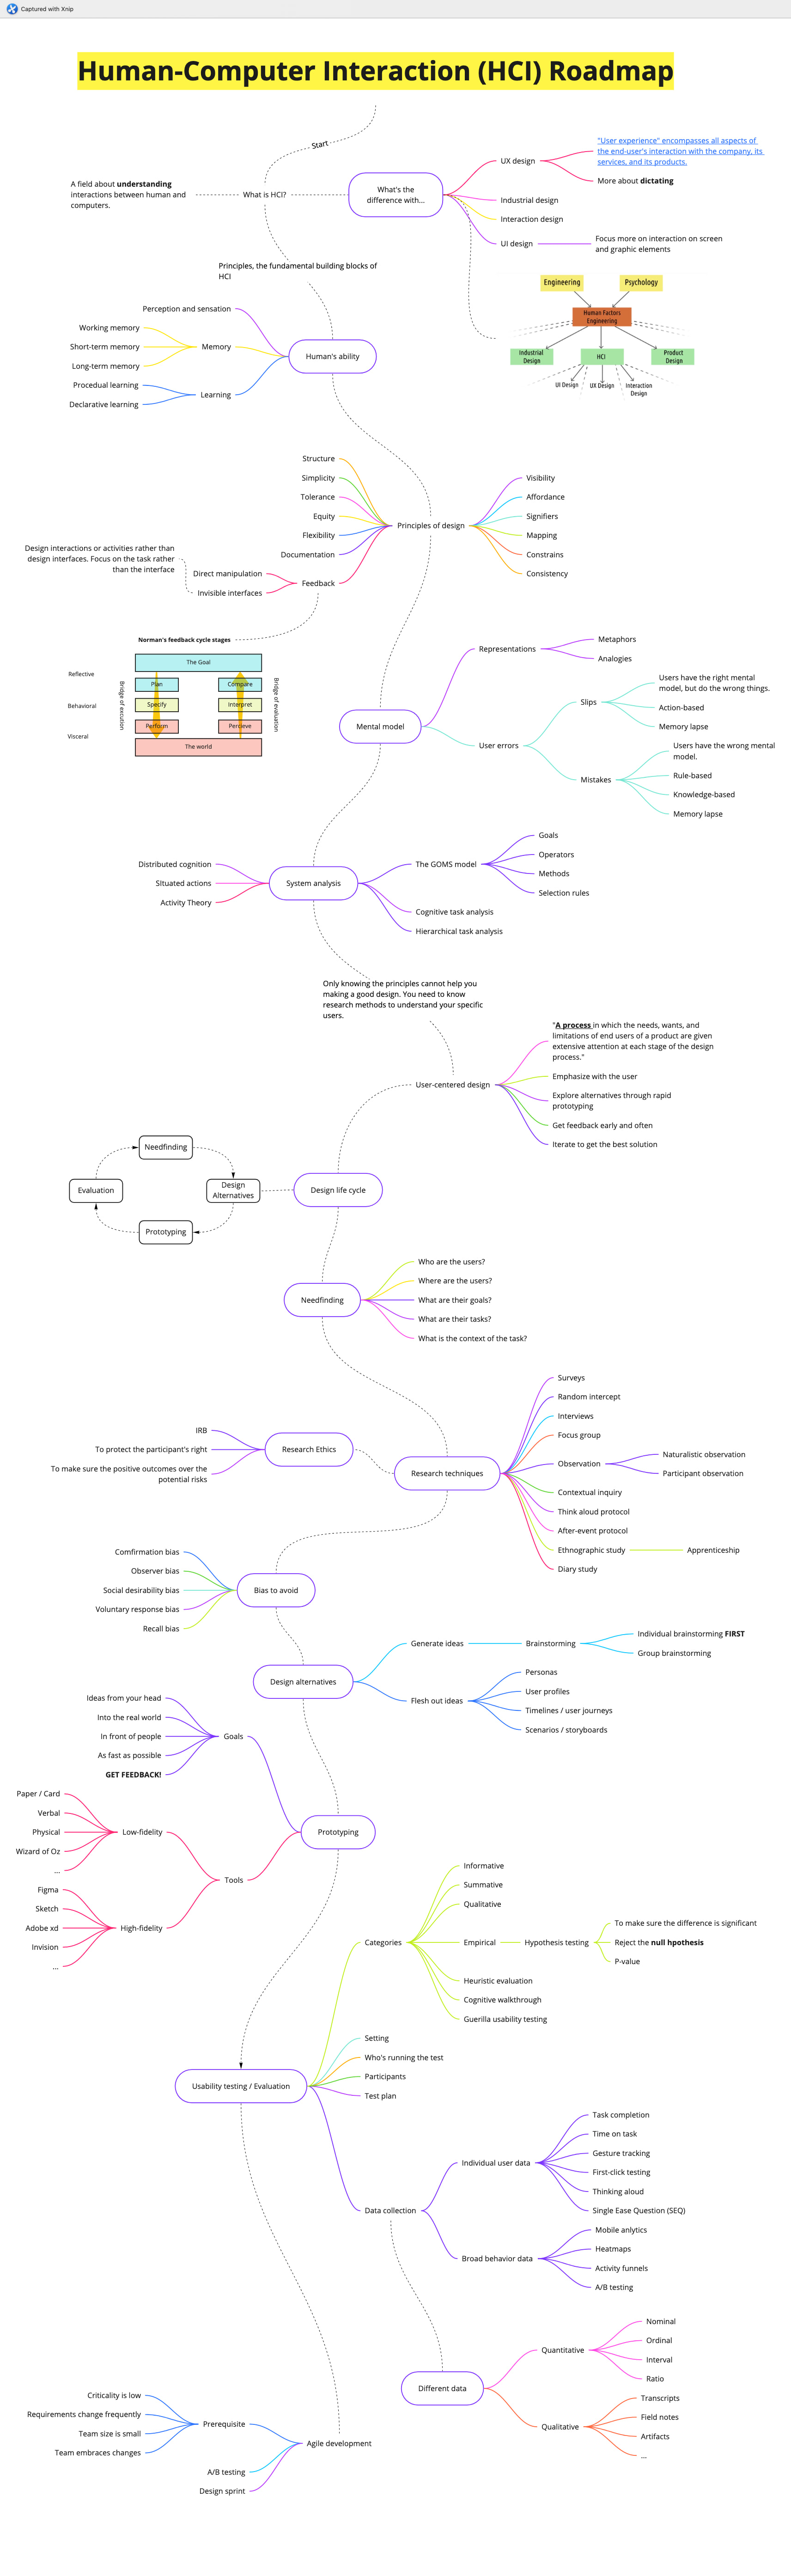 Captured with Xnip
Human-Computer Interaction (HCI) Roadmap
Start
A field about understanding
interactions between human and
computers.
What is HCI?
What's the
difference with...
UX design
"User experience" encompasses all aspects of
the end-user's interaction with the company, its
services, and its products.
More about dictating
Industrial design
Interaction design
UI design
Focus more on interaction on screen
and graphic elements
Engineering
Psychology
Human Factors
Engineering
Industrial
Design
HCI
Product
Design
UI Design
UX Design
Interaction
Design
Principles, the fundamental building blocks of
HCI
Human's ability
Perception and sensation
Working memory
Short-term memory
Long-term memory
Memory
Procedual learning
Declarative learning
Learning
Structure
Simplicity
Tolerance
Equity
Flexibility
Documentation
Feedback
Direct manipulation
Invisible interfaces
Design interactions or activities rather than
design interfaces. Focus on the task rather
than the interface
Principles of design
Visibility
Affordance
Signifiers
Mapping
Constrains
Consistency
Norman's feedback cycle stages
The Goal
Reflective
Plan
Compare
Behavioral
Specify
Interpret
Perform
Percieve
Visceral
The world
Bridge of excution
Bridge of evaluation
Mental model
Representations
Metaphors
Analogies
User errors
Slips
Users have the right mental
model, but do the wrong things.
Action-based
Memory lapse
Mistakes
Users have the wrong mental
model.
Rule-based
Knowledge-based
Memory lapse
Distributed cognition
SItuated actions
Activity Theory
System analysis
The GOMS model
Goals
Operators
Methods
Selection rules
Cognitive task analysis
Hierarchical task analysis
Only knowing the principles cannot help you
making a good design. You need to know
research methods to understand your specific
users.
User-centered design
"A process in which the needs, wants, and
limitations of end users of a product are given
extensive attention at each stage of the design
process."
Emphasize with the user
Explore alternatives through rapid
prototyping
Get feedback early and often
Iterate to get the best solution
Needfinding
Evaluation
Design
Alternatives
Prototyping
Design life cycle
Needfinding
Who are the users?
Where are the users?
What are their goals?
What are their tasks?
What is the context of the task?
IRB
To protect the participant's right
To make sure the positive outcomes over the
potential risks
Research Ethics
Research techniques
Surveys
Random intercept
Interviews
Focus group
Observation
Naturalistic observation
Participant observation
Contextual inquiry
Think aloud protocol
After-event protocol
Ethnographic study
Apprenticeship
Diary study
Comfirmation bias
Observer bias
Social desirability bias
Voluntary response bias
Recall bias
Bias to avoid
Design alternatives
Generate ideas
Brainstorming
Individual brainstorming FIRST
Group brainstorming
Flesh out ideas
Personas
User profiles
Timelines / user journeys
Scenarios / storyboards
Ideas from your head
Into the real world
In front of people
As fast as possible
GET FEEDBACK!
Goals
Prototyping
Paper / Card
Verbal
Physical
Wizard of Oz
...
Low-fidelity
Tools
Figma
Sketch
Adobe xd
Invision
...
High-fidelity
Usability testing / Evaluation
Categories
Informative
Summative
Qualitative
Empirical
Hypothesis testing
To make sure the difference is significant
Reject the null hpothesis
P-value
Heuristic evaluation
Cognitive walkthrough
Guerilla usability testing
Setting
Who's running the test
Participants
Test plan
Data collection
Individual user data
Task completion
Time on task
Gesture tracking
First-click testing
Thinking aloud
Single Ease Question (SEQ)
Broad behavior data
Mobile anlytics
Heatmaps
Activity funnels
A/B testing
Different data
Quantitative
Nominal
Ordinal
Interval
Ratio
Qualitative
Transcripts
Field notes
Artifacts
...
Criticality is low
Requirements change frequently
Team size is small
Team embraces changes
Prerequisite
Agile development
A/B testing
Design sprint